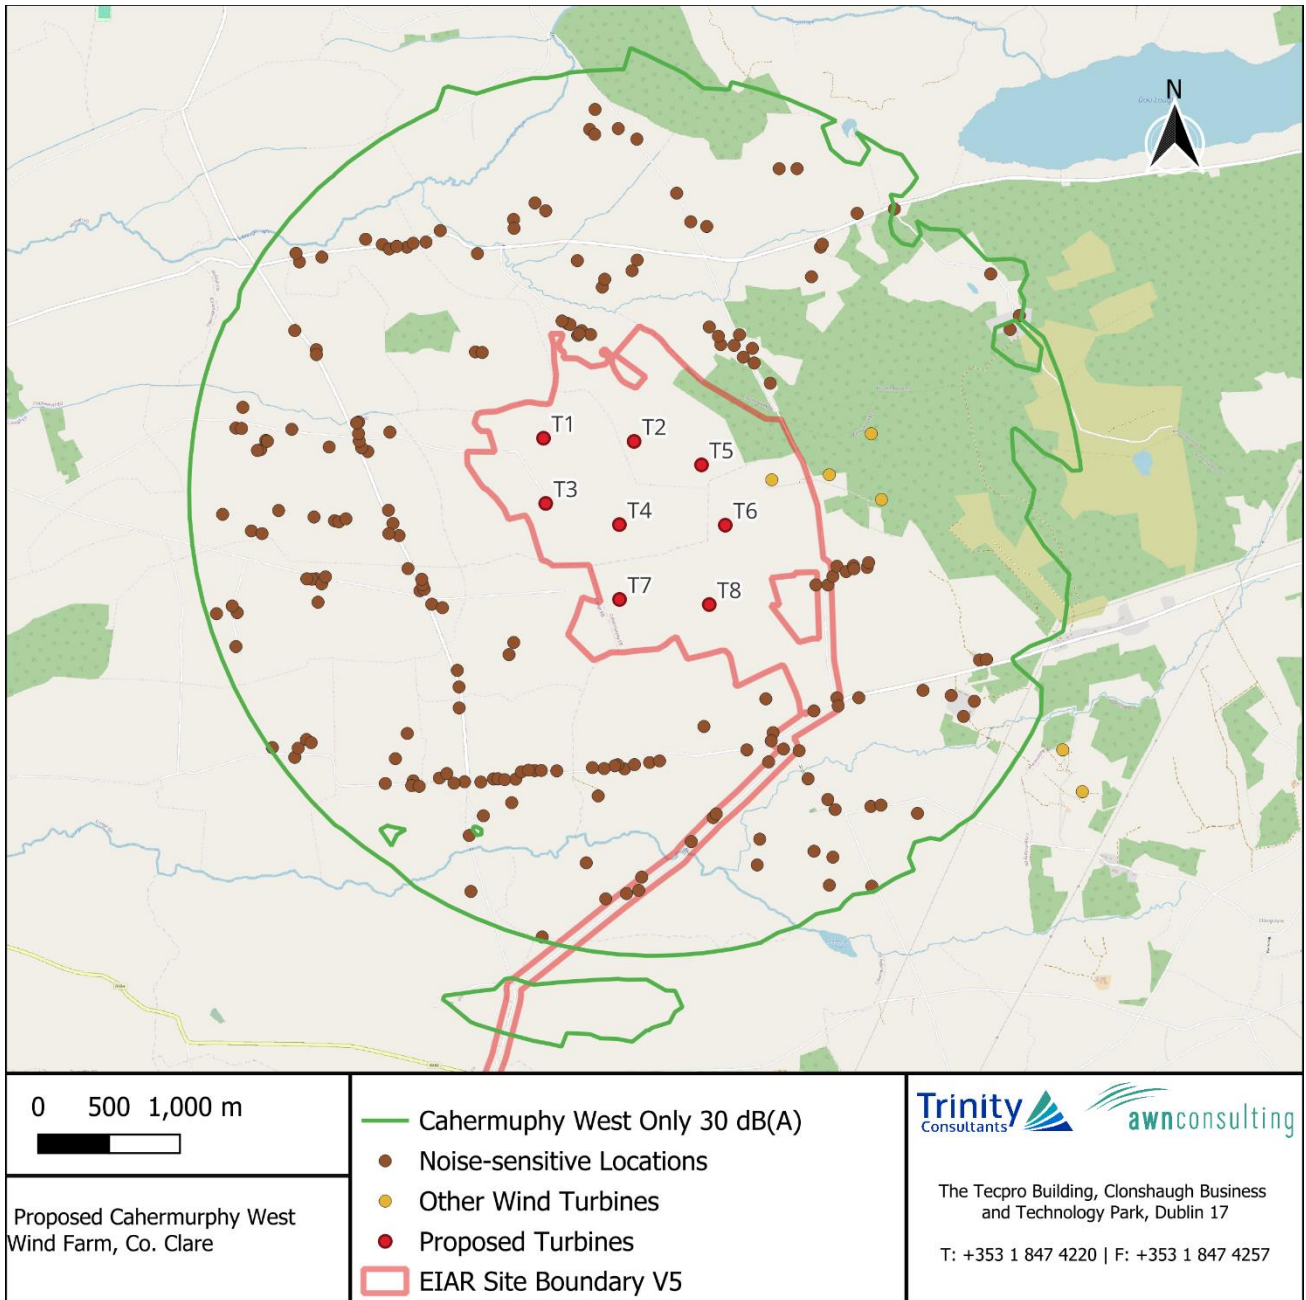 N
T1
T2
T5
T3
T4
T6
T7
T8
0 500 1,000 m
Proposed Cahermurphy West
Wind Farm, Co. Clare
Cahermuphy West Only 30 dB(A)
Noise-sensitive Locations
Other Wind Turbines
Proposed Turbines
EIAR Site Boundary V5
Trinity
Consultants
awnconsulting
The Tecpro Building, Clonshaugh Business
and Technology Park, Dublin 17
T: +353 1 847 4220 | F: +353 1 847 4257